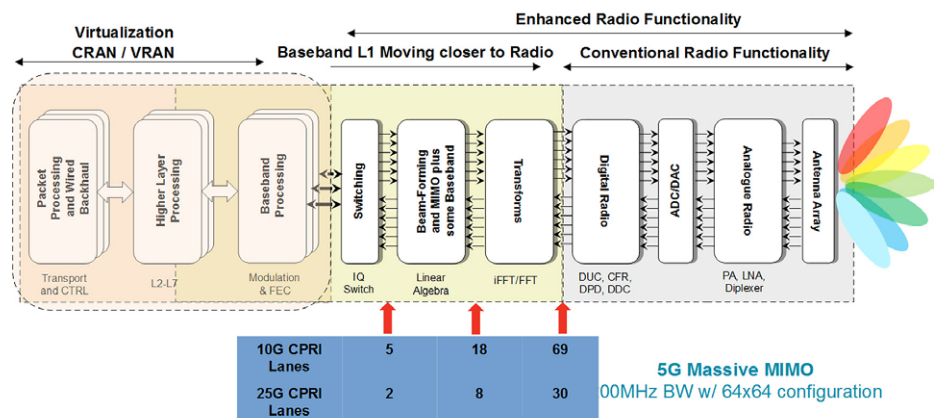 Enhanced Radio Functionality
Virtualization
CRAN / VRAN
Baseband L1 Moving closer to Radio
Conventional Radio Functionality
Packet
Processing
and Wired
Backhaul
Higher Layer
Processing
Baseband
Processing
Switching
Beam-Forming
and MIMO plus
some Baseband
Transforms
Digital Radio
ADC/DAC
Analogue Radio
Antenna Array
Transport
and CTRL
L2-L7
Modulation
& FEC
IQ
Switch
Linear
Algebra
iFFT/FFT
DUC, CFR,
DPD, DDC
PA, LNA,
Diplexer
10G CPRI
Lanes
5
18
69
25G CPRI
Lanes
2
8
30
5G Massive MIMO
00MHz BW w/ 64x64 configuration